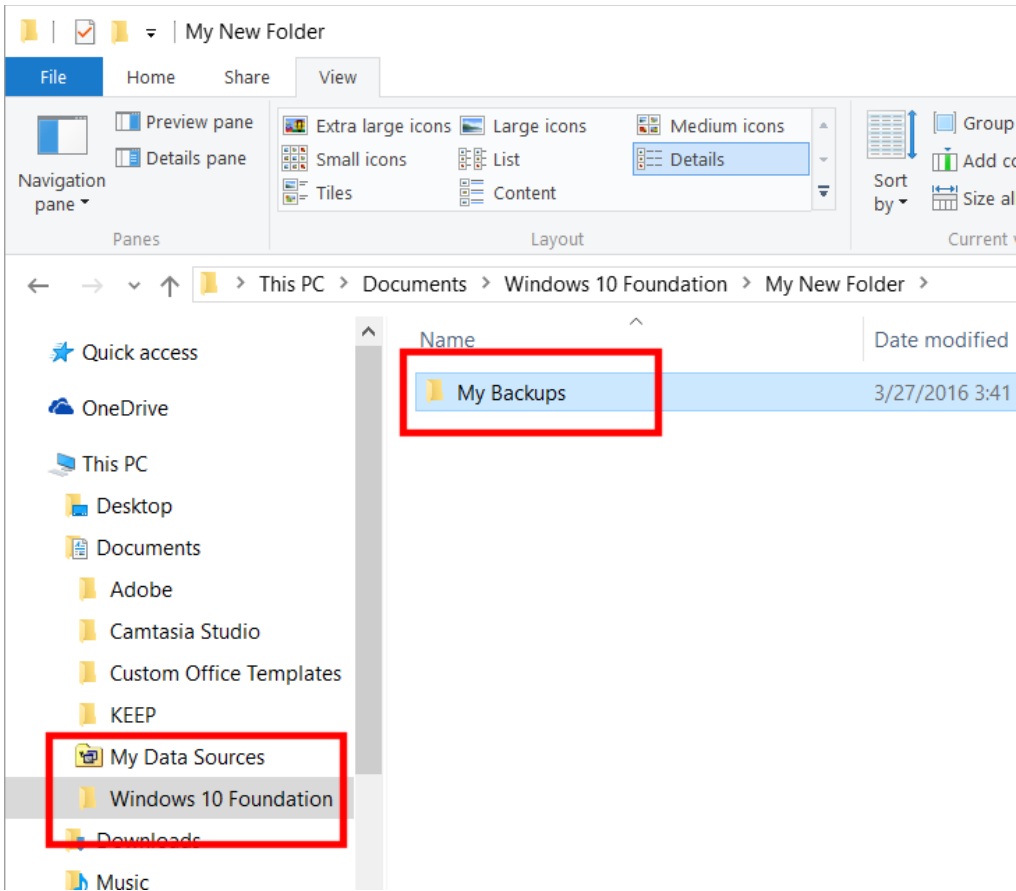 My New Folder
File Home Share View
Preview pane
Details pane
Navigation pane
Extra large icons Large icons Medium icons
Small icons List Details
Tiles Content
Sort by
Group
Add
Size
Panes Layout Current
This PC > Documents > Windows 10 Foundation > My New Folder >
Name Date modified
My Backups 3/27/2016 3:41
Quick access
OneDrive
This PC
Desktop
Documents
Adobe
Camtasia Studio
Custom Office Templates
KEEP
My Data Sources
Windows 10 Foundation
Downloads
Music